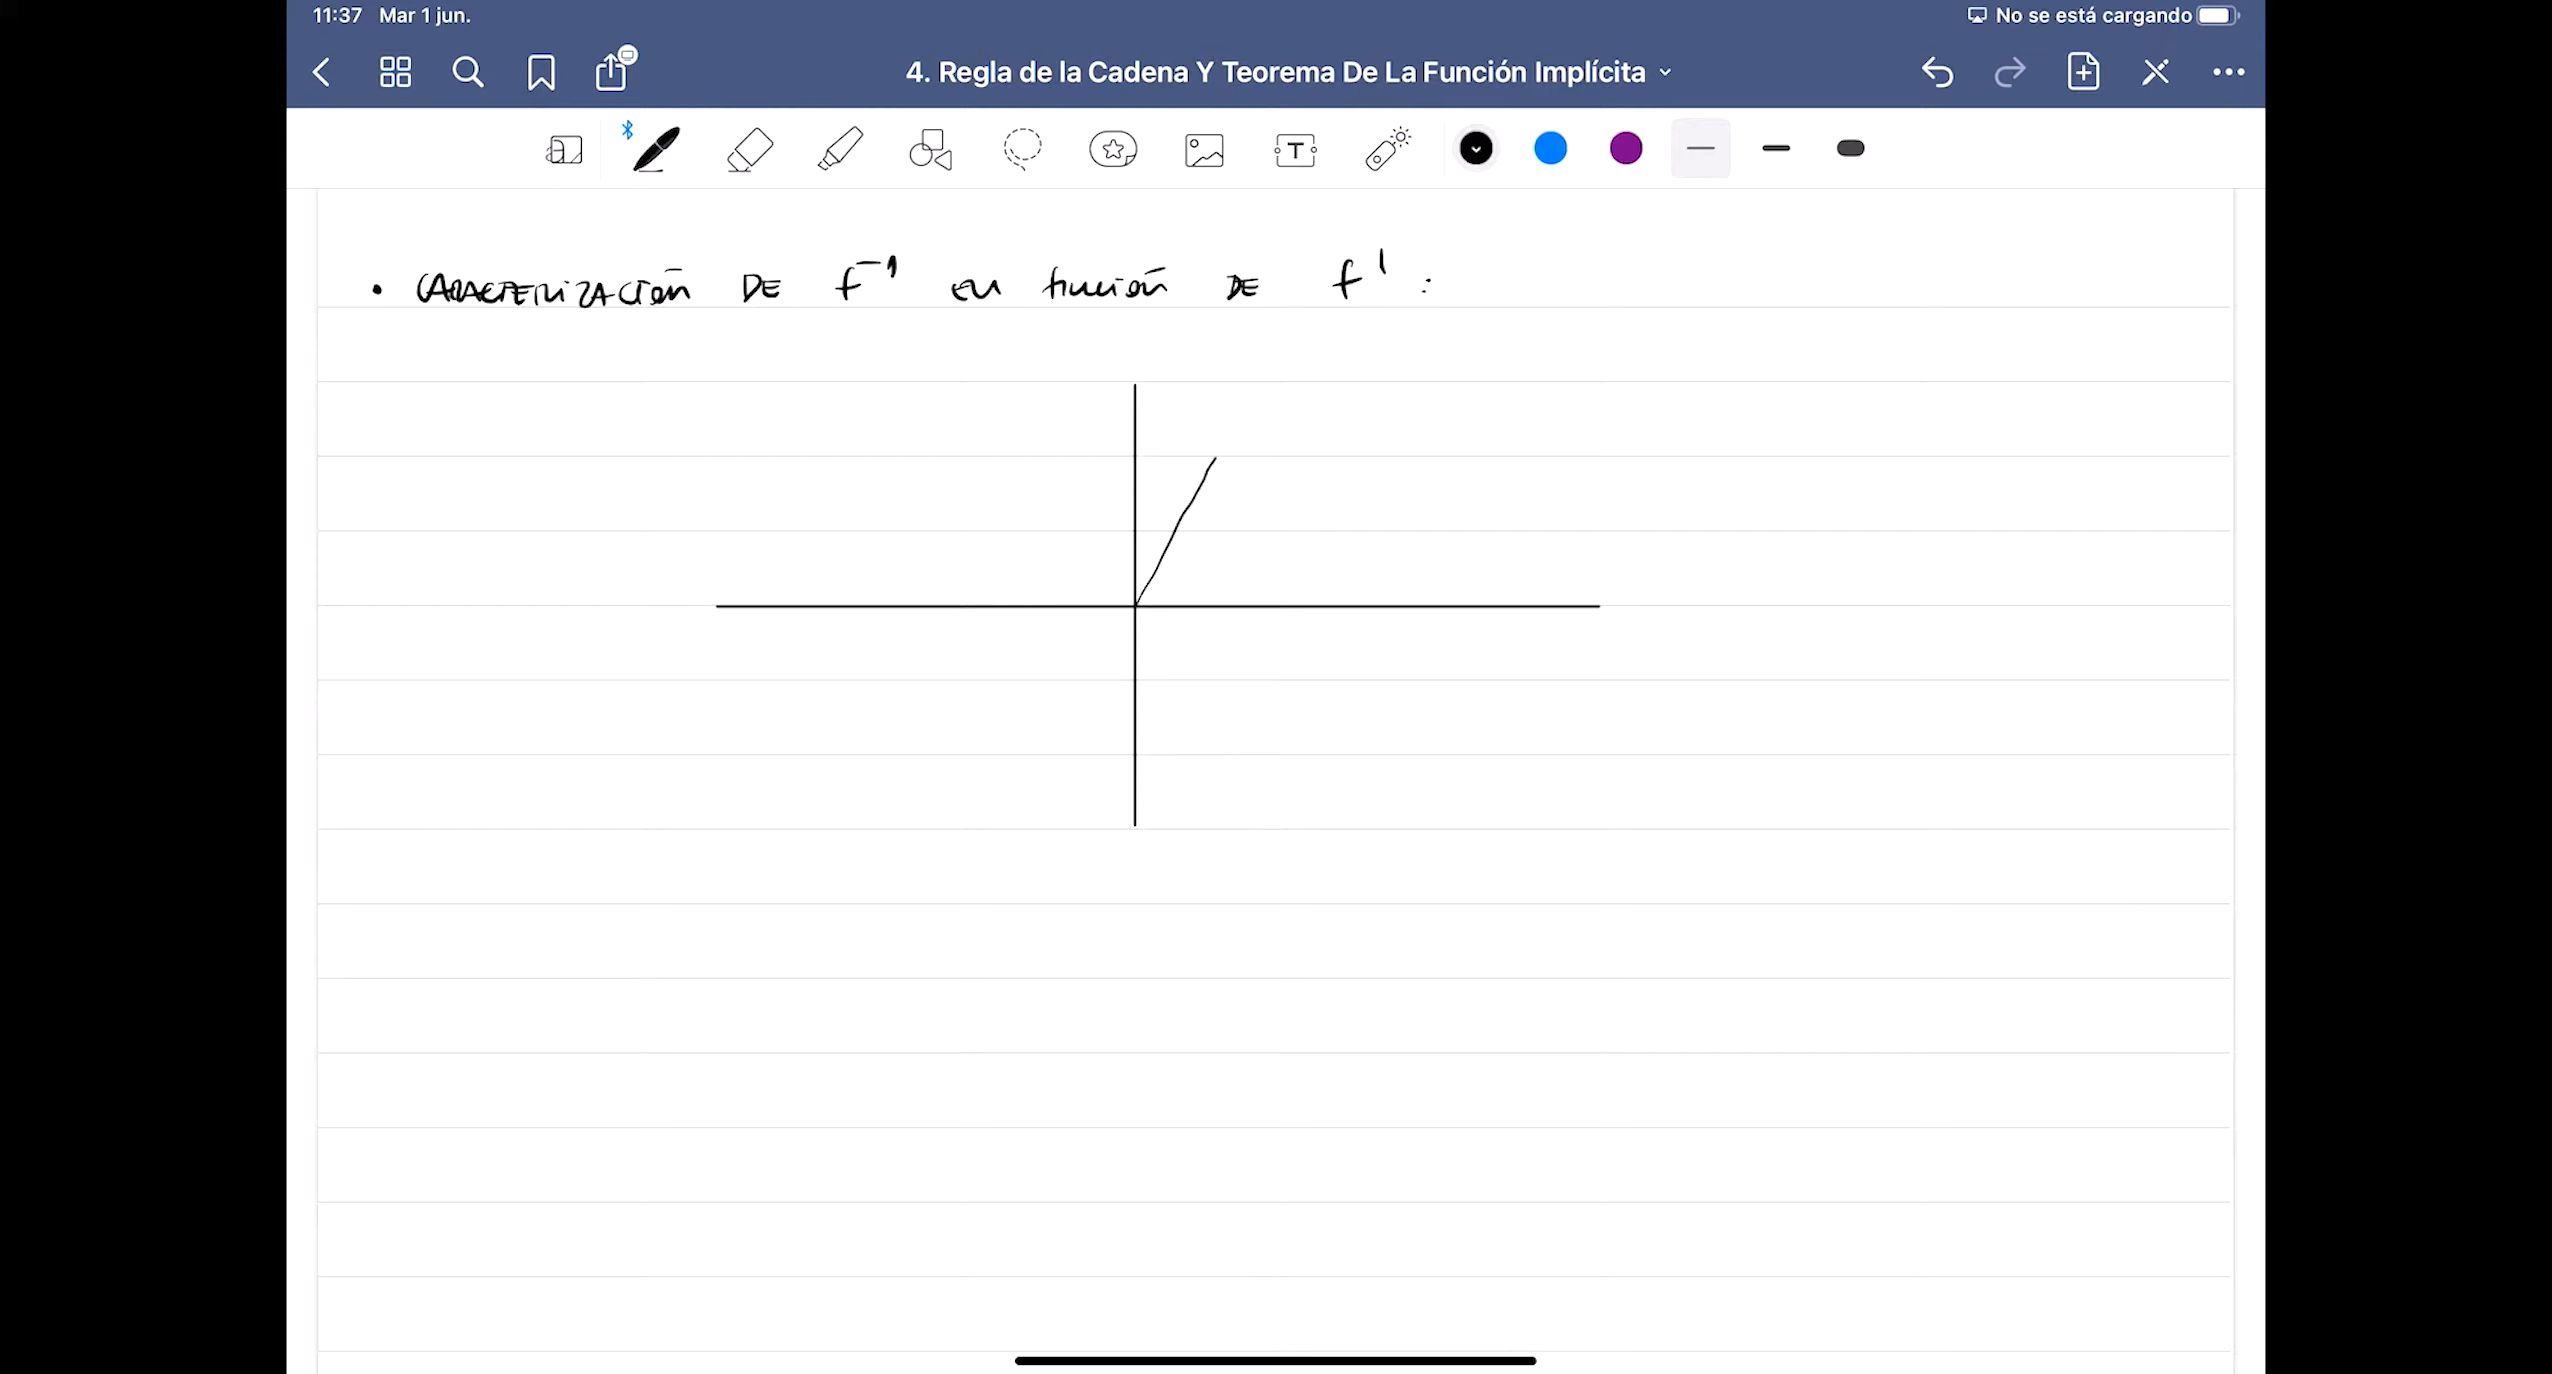 11:37 Mar 1 jun. No se está cargando
4. Regla de la Cadena Y Teorema De La Función Implícita
• CARACTERIZACIÓN DE f⁻¹ en función DE f' :